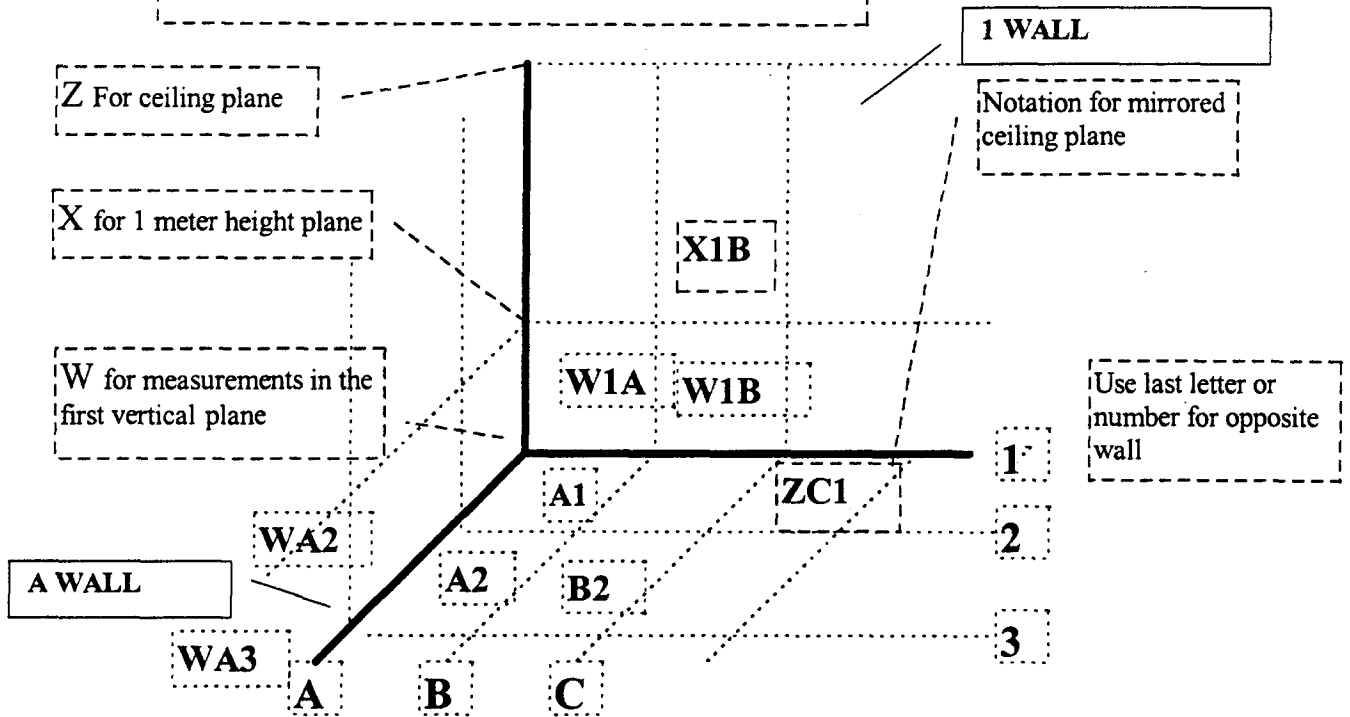 1 WALL
Z For ceiling plane
Notation for mirrored
ceiling plane
X for 1 meter height plane
X1B
W for measurements in the
first vertical plane
W1A
W1B
Use last letter or
number for opposite
wall
1
A1
ZC1
WA2
2
A WALL
A2
B2
3
WA3
A
B
C